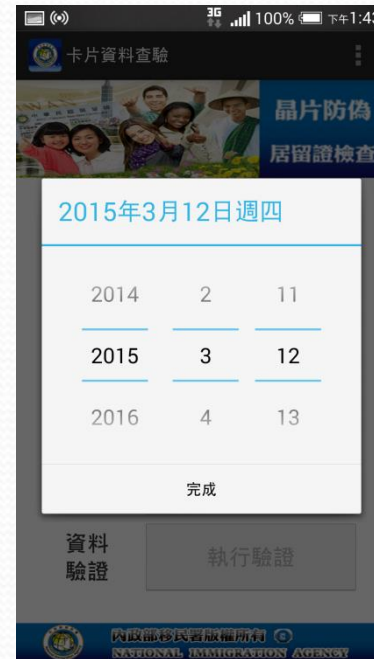 3G
100%
下午1:43
卡片資料查驗
晶片防偽
居留證檢查
2015年3月12日週四
2014 2 11
2015 3 12
2016 4 13
完成
資料
驗證
執行驗證
內政部移民署版權所有 ©
NATIONAL IMMIGRATION AGENCY